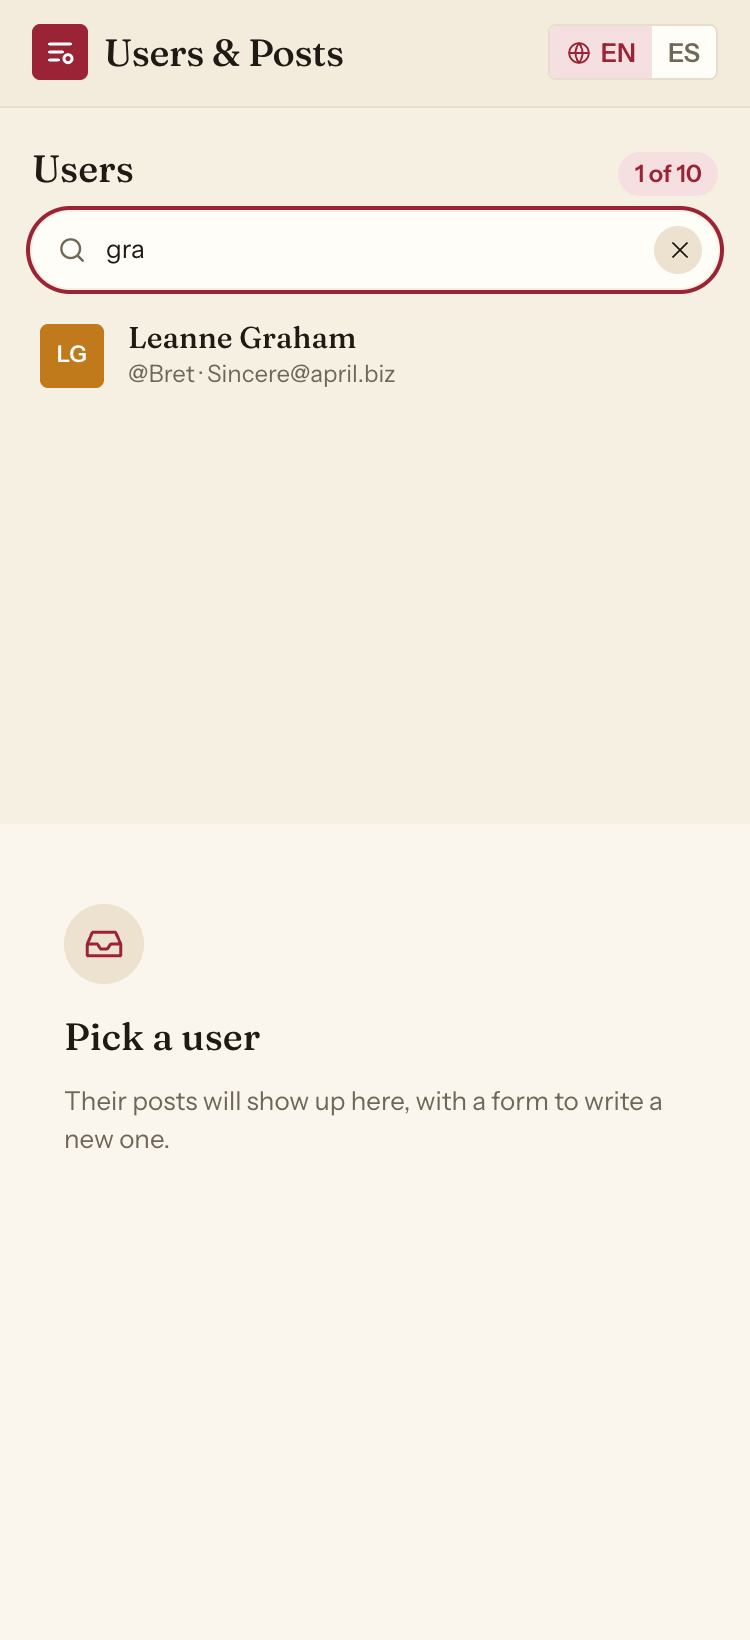 Users & Posts
EN
ES
Users
1 of 10
gra
LG
Leanne Graham
@Bret · Sincere@april.biz
Pick a user
Their posts will show up here, with a form to write a
new one.